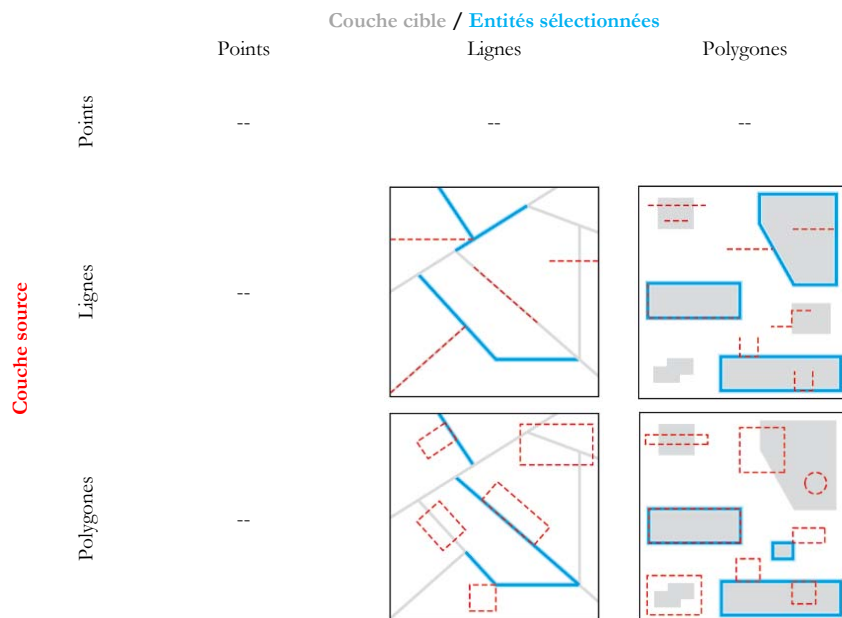 Couche cible / Entités sélectionnées
Points Lignes Polygones
Points
-- -- --
Couche source
Lignes
--
Polygones
--